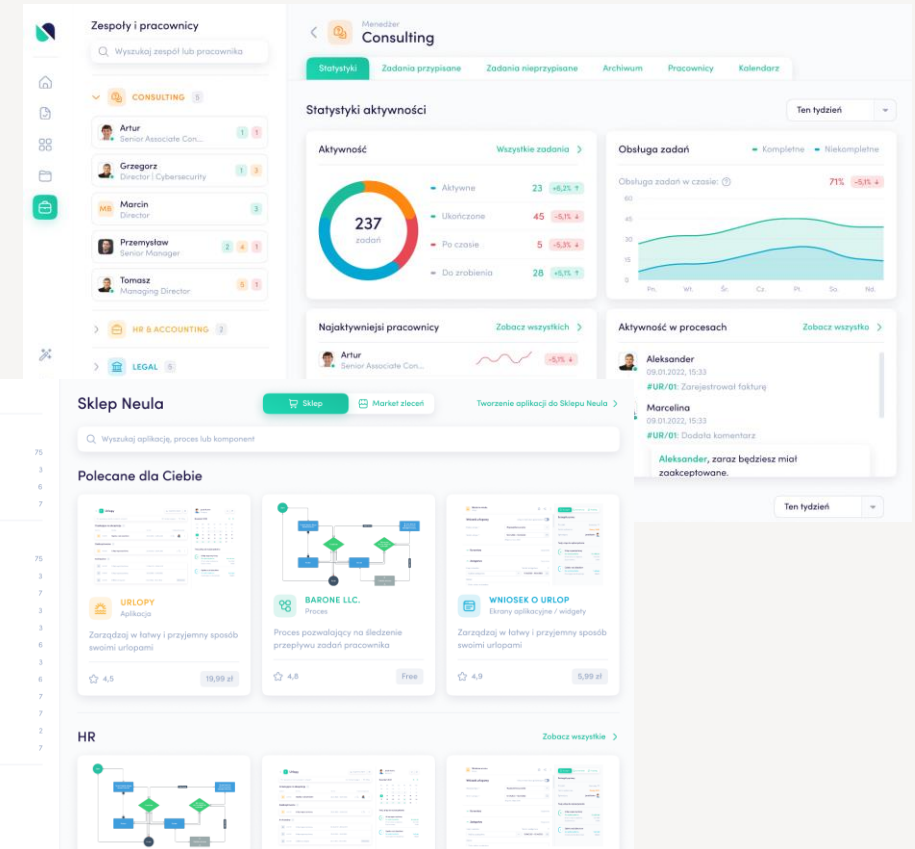 Zespoły i pracownicy
Wyszukaj zespół lub pracownika
CONSULTING 5
Artur
Senior Associate Con...
1 1
Grzegorz
Director | Cybersecurity
1 3
MB
Marcin
Director
3
Przemysław
Senior Manager
2 4 1
Tomasz
Managing Director
5 1
HR & ACCOUNTING 2
LEGAL 5
Menedżer
Consulting
Statystyki
Zadania przypisane
Zadania nieprzypisane
Archiwum
Pracownicy
Kalendarz
Statystyki aktywności
Ten tydzień
Aktywność
Wszystkie zadania
237
zadań
Aktywne 23 +6,2% ↑
Ukończone 45 -5,1% ↓
Po czasie 5 -5,3% ↓
Do zrobienia 28 +5,1% ↑
Obsługa zadań
Kompletne
Niekompletne
Obsługa zadań w czasie:
71% -5,1% ↓
60
45
30
15
0
Pn. Wt. Śr. Cz. Pt. So. Nd.
Najaktywniejsi pracownicy
Zobacz wszystkich
Artur
Senior Associate Con...
-5,1% ↓
Aktywność w procesach
Zobacz wszystko
Aleksander
09.01.2022, 15:33
#UR/01: Zarejestrował fakturę
Marcelina
09.01.2022, 15:33
#UR/01: Dodała komentarz
Aleksander, zaraz będziesz miał
zaakceptowane.
Ten tydzień
75
3
6
7
75
3
7
3
3
6
3
6
7
7
2
7
Sklep Neula
Sklep
Market zleceń
Tworzenie aplikacji do Sklepu Neula
Wyszukaj aplikację, proces lub komponent
Polecane dla Ciebie
URLOPY
Aplikacja
Zarządzaj w łatwy i przyjemny sposób
swoimi urlopami
4,5
19,99 zł
BARONE LLC.
Proces
Proces pozwalający na śledzenie
przepływu zadań pracownika
4,8
Free
WNIOSEK O URLOP
Ekrany aplikacyjne / widgety
Zarządzaj w łatwy i przyjemny sposób
swoimi urlopami
4,9
5,99 zł
HR
Zobacz wszystkie